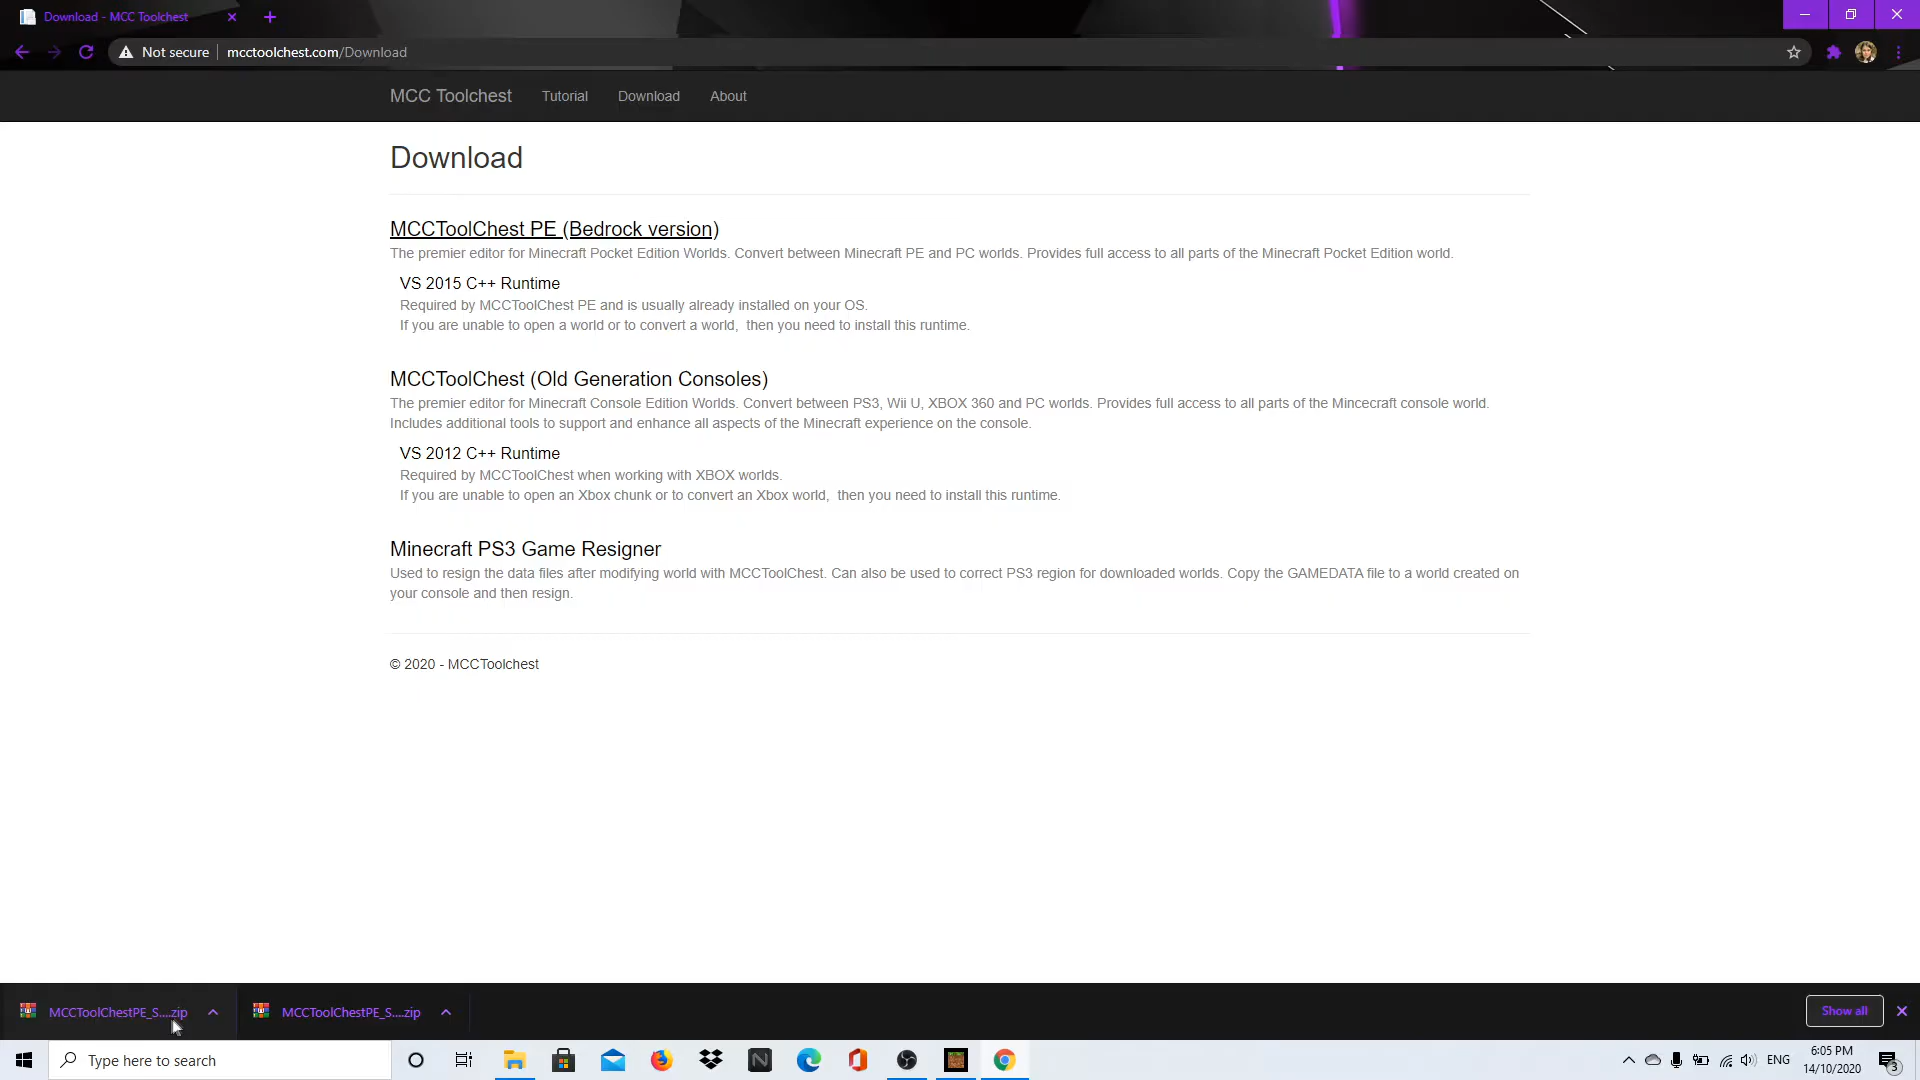 Download - MCC Toolchest
Not secure
mcctoolchest.com/Download
MCC Toolchest Tutorial Download About
Download
MCCToolChest PE (Bedrock version)
The premier editor for Minecraft Pocket Edition Worlds. Convert between Minecraft PE and PC worlds. Provides full access to all parts of the Minecraft Pocket Edition world.
VS 2015 C++ Runtime
Required by MCCToolChest PE and is usually already installed on your OS.
If you are unable to open a world or to convert a world, then you need to install this runtime.
MCCToolChest (Old Generation Consoles)
The premier editor for Minecraft Console Edition Worlds. Convert between PS3, Wii U, XBOX 360 and PC worlds. Provides full access to all parts of the Mincecraft console world.
Includes additional tools to support and enhance all aspects of the Minecraft experience on the console.
VS 2012 C++ Runtime
Required by MCCToolChest when working with XBOX worlds.
If you are unable to open an Xbox chunk or to convert an Xbox world, then you need to install this runtime.
Minecraft PS3 Game Resigner
Used to resign the data files after modifying world with MCCToolChest. Can also be used to correct PS3 region for downloaded worlds. Copy the GAMEDATA file to a world created on
your console and then resign.
© 2020 - MCCToolchest
MCCToolChestPE_S....zip MCCToolChestPE_S....zip Show all
Type here to search
ENG
6:05 PM
14/10/2020
3